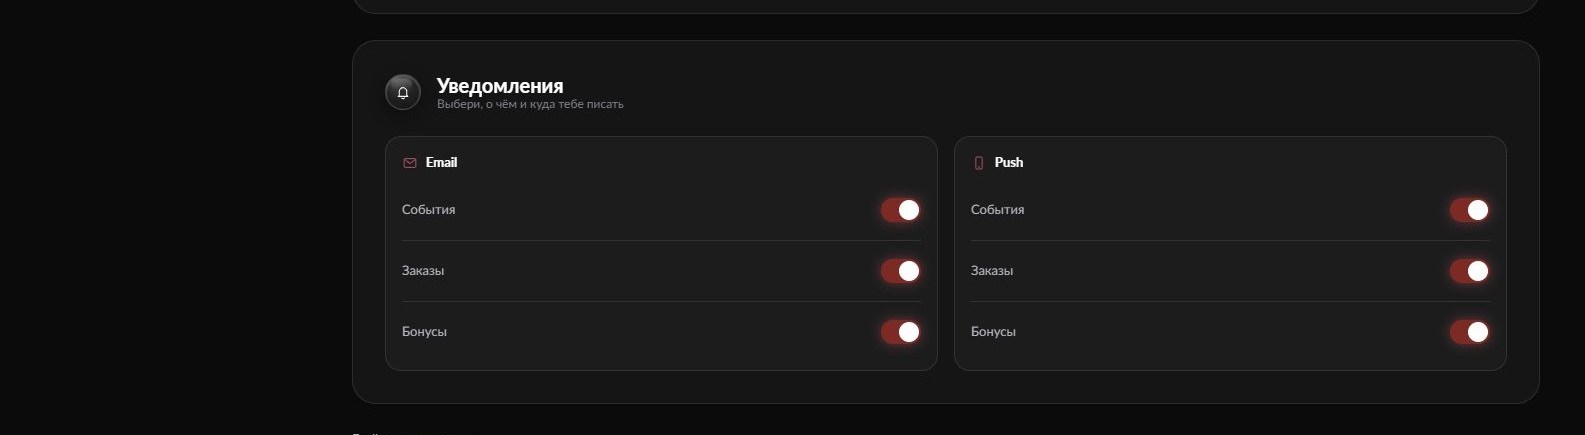 Уведомления
Выбери, о чём и куда тебе писать
Email
События
Заказы
Бонусы
Push
События
Заказы
Бонусы